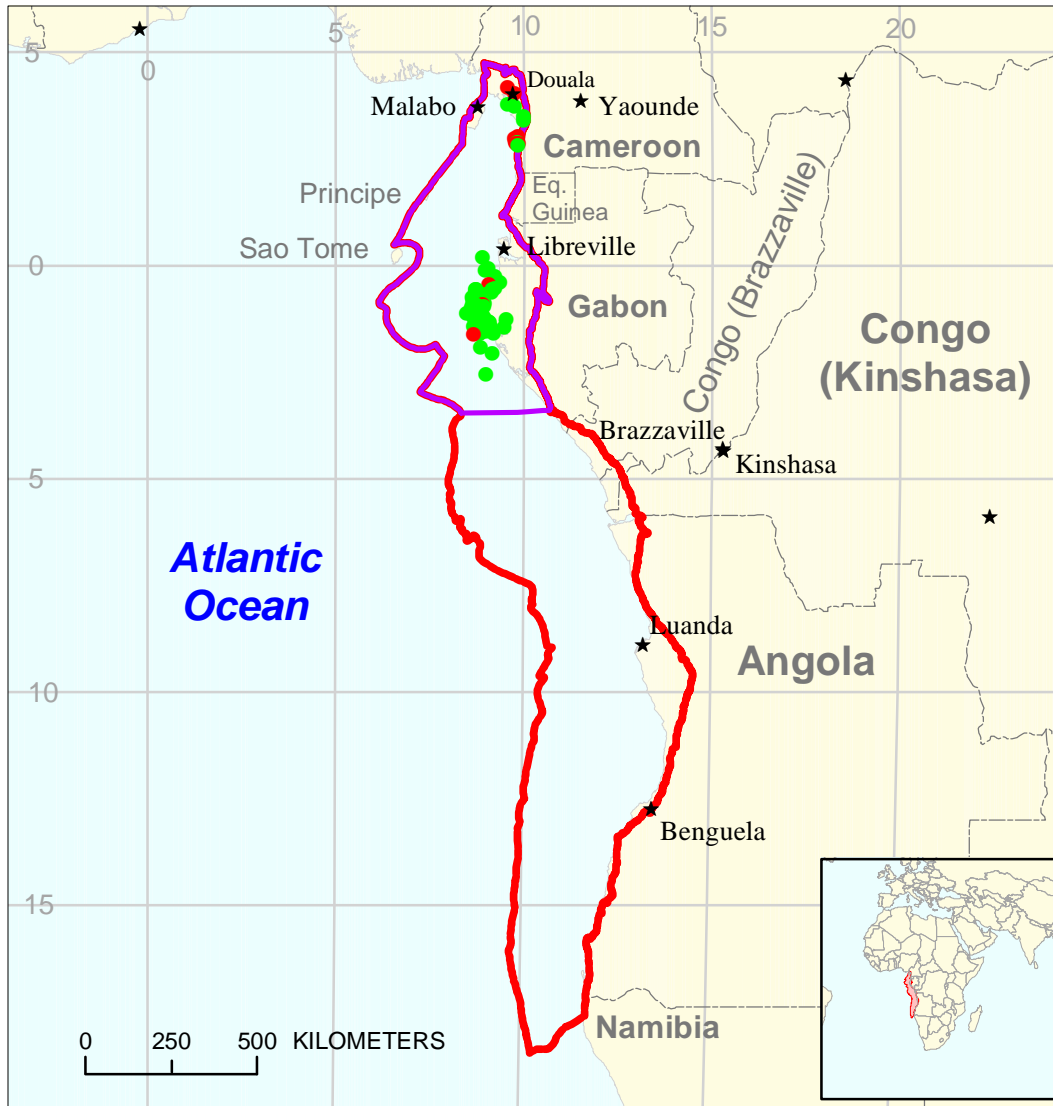 10
15
20
5
0
Douala
Malabo
Yaounde
Cameroon
Principe
Eq.
Guinea
Sao Tome
Libreville
0
Gabon
Congo (Brazzaville)
Congo
(Kinshasa)
Brazzaville
Kinshasa
5
Atlantic
Ocean
Luanda
Angola
10
Benguela
15
Namibia
0 250 500 KILOMETERS